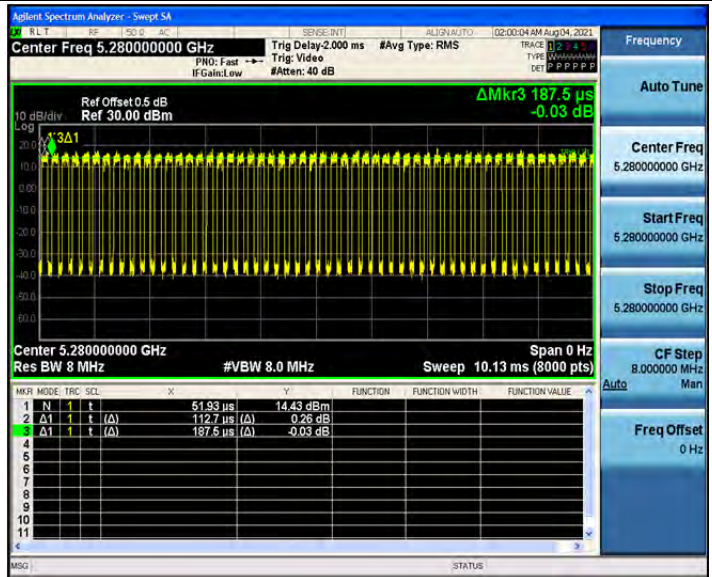 Agilent Spectrum Analyzer - Swept SA
RLT RF 50 Ω AC SENSE:INT ALIGNAUTO 02:00:04 AM Aug 04, 2021
Center Freq 5.280000000 GHz
PNO: Fast
IFGain:Low
Trig Delay-2.000 ms
Trig: Video
#Atten: 40 dB
#Avg Type: RMS
TRACE 1 2 3 4 5 6
TYPE
DET P P P P P P
ΔMkr3 187.5 µs
-0.03 dB
Ref Offset 0.5 dB
10 dB/div Ref 30.00 dBm
Log
3Δ1
20.0
10.0
0.00
-10.0
-20.0
-30.0
-40.0
-50.0
-60.0
Center 5.280000000 GHz Span 0 Hz
Res BW 8 MHz #VBW 8.0 MHz Sweep 10.13 ms (8000 pts)
MKR MODE TRC SCL X Y FUNCTION FUNCTION WIDTH FUNCTION VALUE
1 N 1 t 51.93 µs 14.43 dBm
2 Δ1 1 t (Δ) 112.7 µs (Δ) 0.26 dB
3 Δ1 1 t (Δ) 187.5 µs (Δ) -0.03 dB
4
5
6
7
8
9
10
11
MSG STATUS
Frequency
Auto Tune
Center Freq
5.280000000 GHz
Start Freq
5.280000000 GHz
Stop Freq
5.280000000 GHz
CF Step
8.000000 MHz
Auto Man
Freq Offset
0 Hz